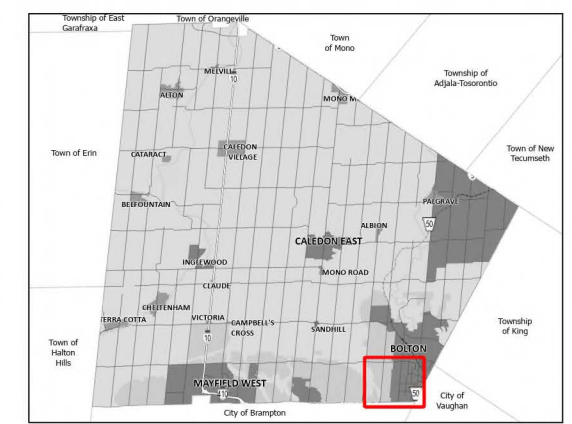 Township of East
Garafraxa
Town of Orangeville
Town
of Mono
Township of
Adjala-Tosorontio
MELVILL
10
ALTON
MONO M
Town of Erin
CATARACT
CALEDON
VILLAGE
Town of New
Tecumseth
BELFOUNTAIN
PALGRAVE
50
ALBION
CALEDON EAST
INGLEWOOD
MONO ROAD
CLAUDE
CHELTENHAM
TERRA COTTA
VICTORIA
CAMPBELL'S
CROSS
SANDHILL
10
Township
of King
BOLTON
Town of
Halton
Hills
MAYFIELD WEST
410
50
City of
Vaughan
City of Brampton